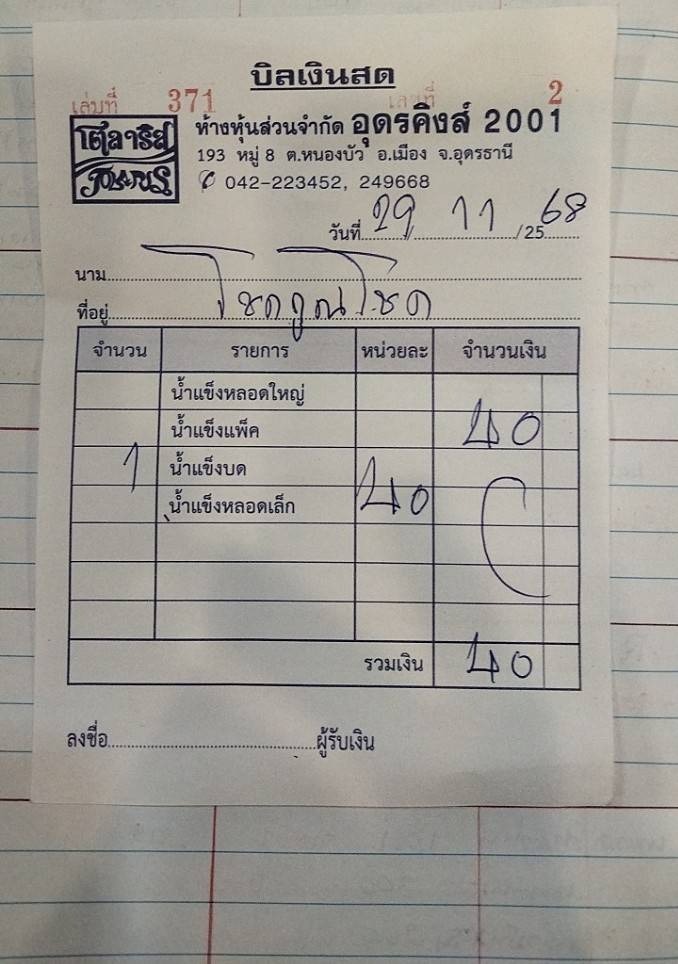 บิลเงินสด
เล่มที่ 371 เลขที่ 2
โตลาริส ห้างหุ้นส่วนจำกัด อุดรคิงส์ 2001
193 หมู่ 8 ต.หนองบัว อ.เมือง จ.อุดรธานี
042-223452, 249668
วันที่ 29 / 11 /2568
นาม
ที่อยู่ โชคคูณโชค
จำนวน รายการ หน่วยละ จำนวนเงิน
น้ำแข็งหลอดใหญ่
น้ำแข็งแพ็ค 40
1 น้ำแข็งบด
น้ำแข็งหลอดเล็ก 40
รวมเงิน 40
ลงชื่อ ผู้รับเงิน